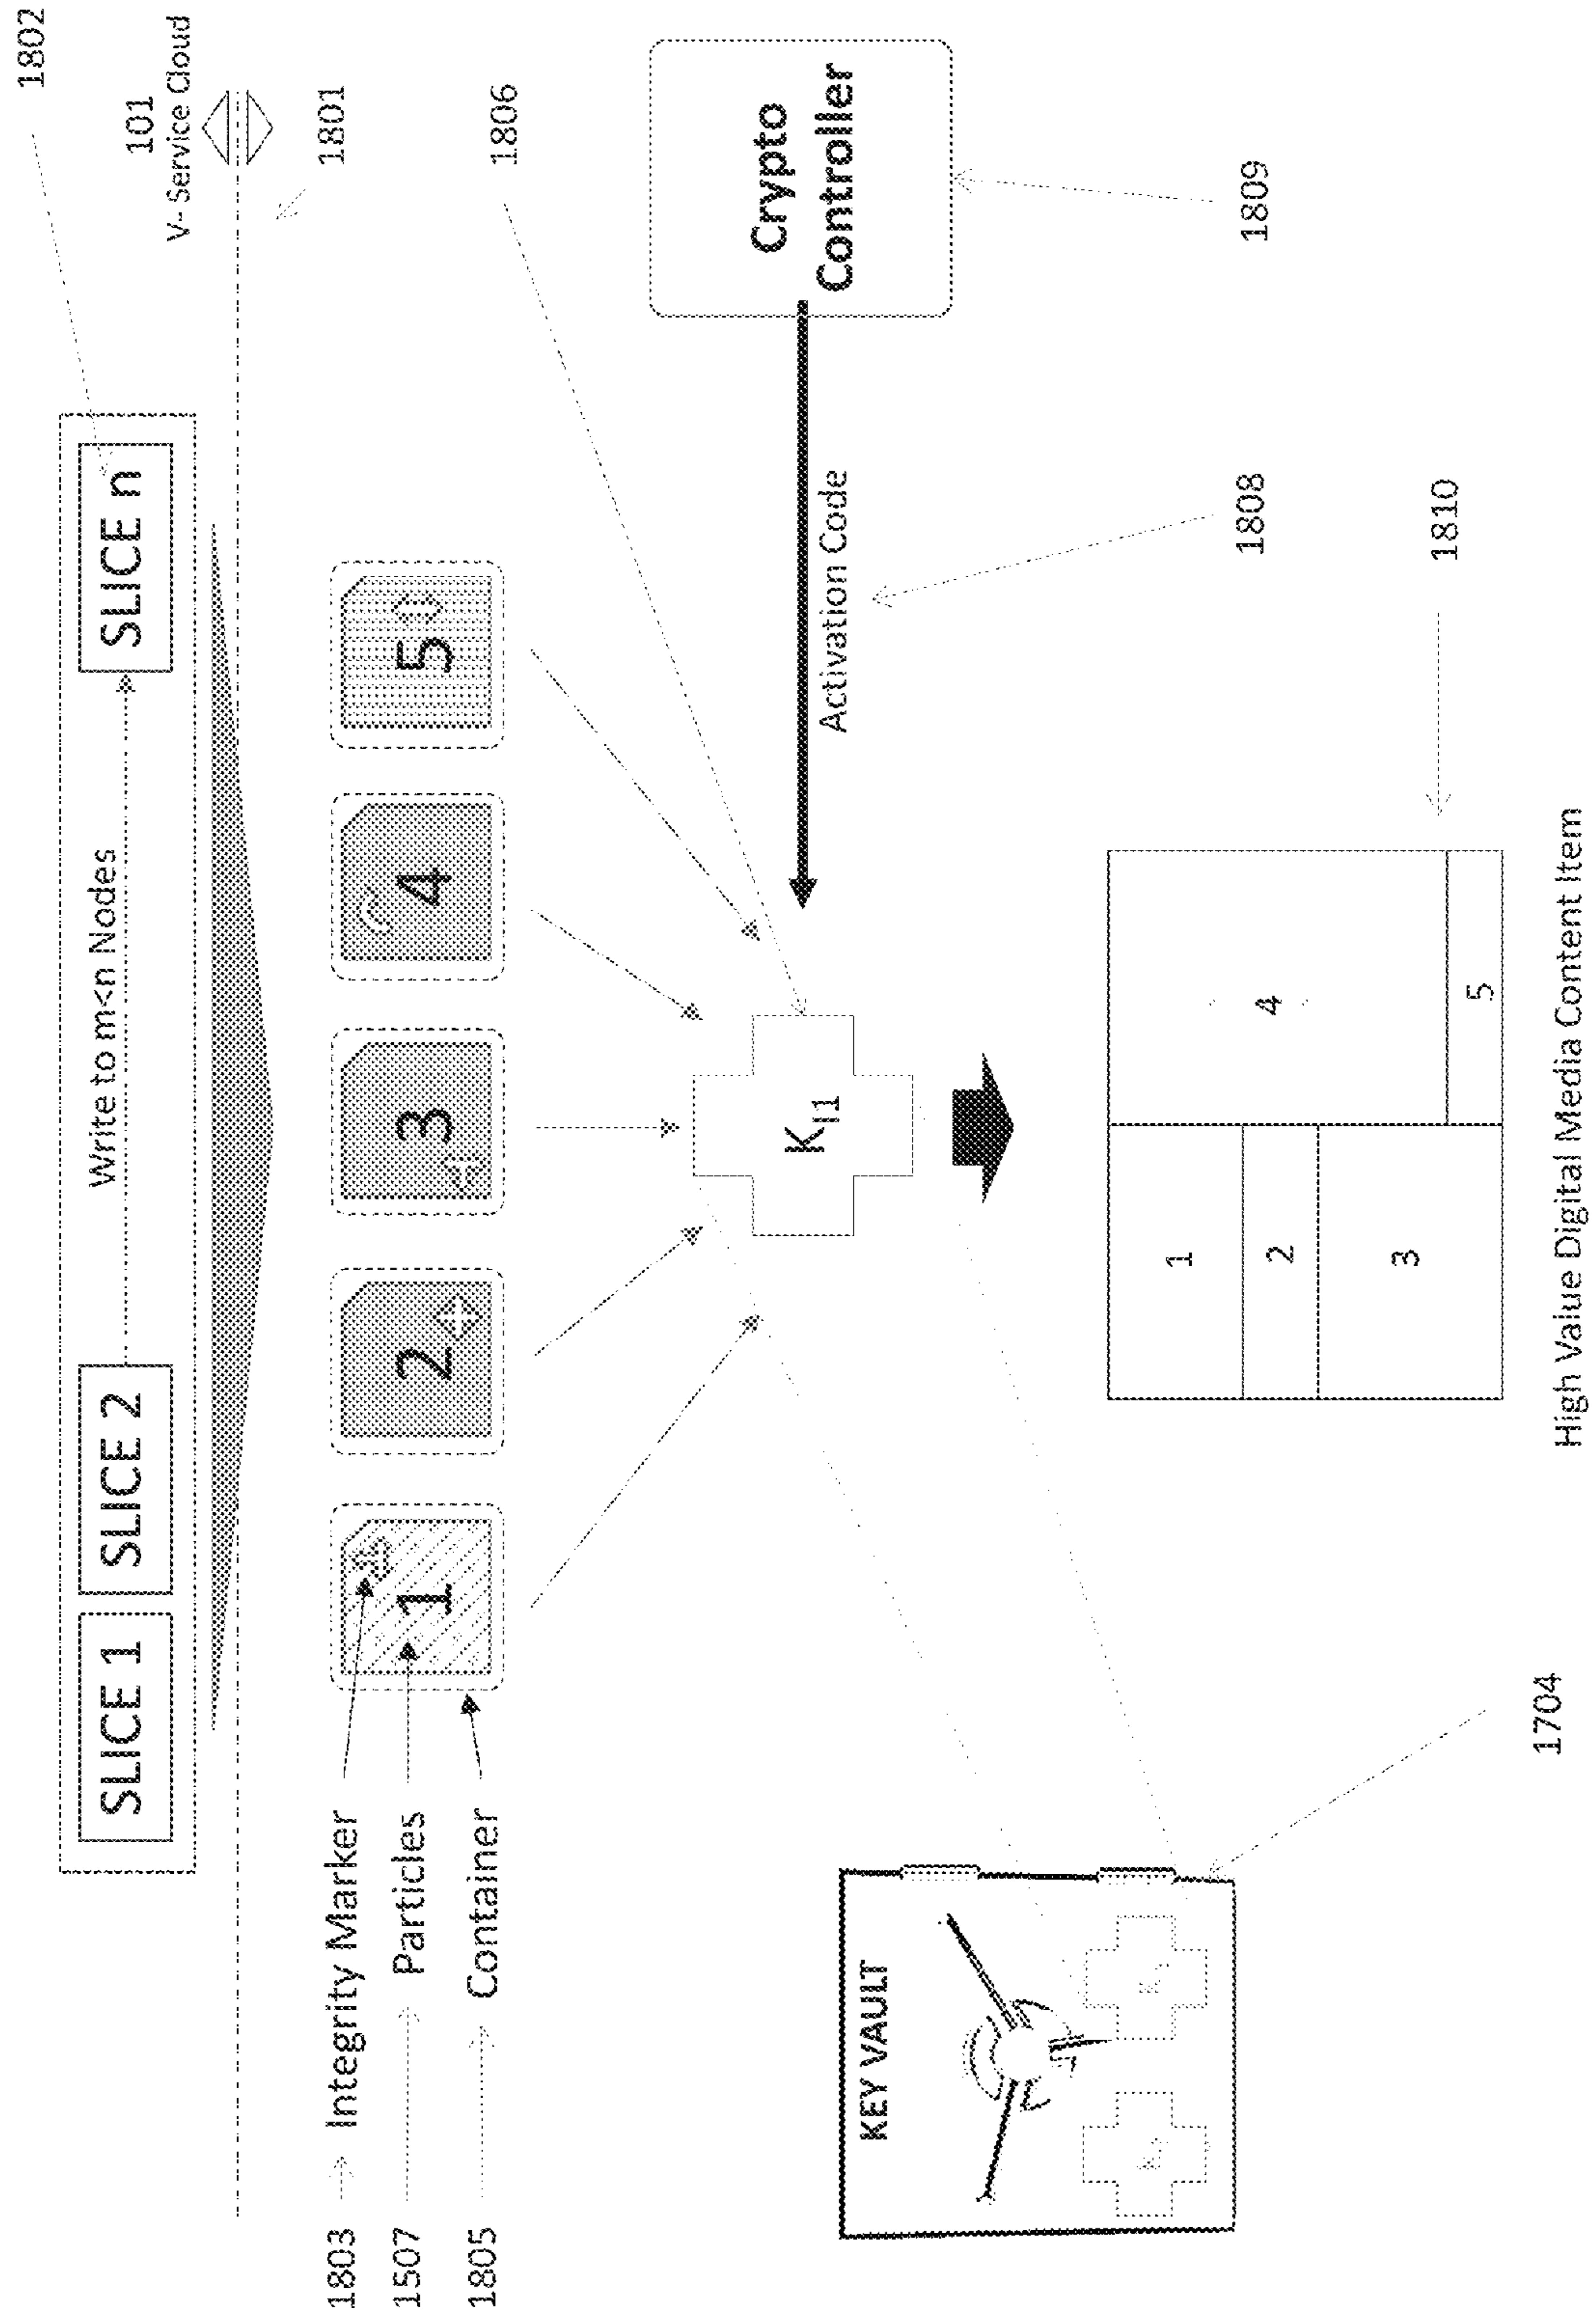 1802
101
V- Service Cloud
1801
1806
SLICE 1
SLICE 2
Write to m<n Nodes
SLICE n
1803
Integrity Marker
1507
Particles
1805
Container
1
2
3
4
5
KEY VAULT
K_{I1}
Activation Code
Crypto
Controller
1809
1808
1704
1
2
3
4
5
1810
High Value Digital Media Content Item